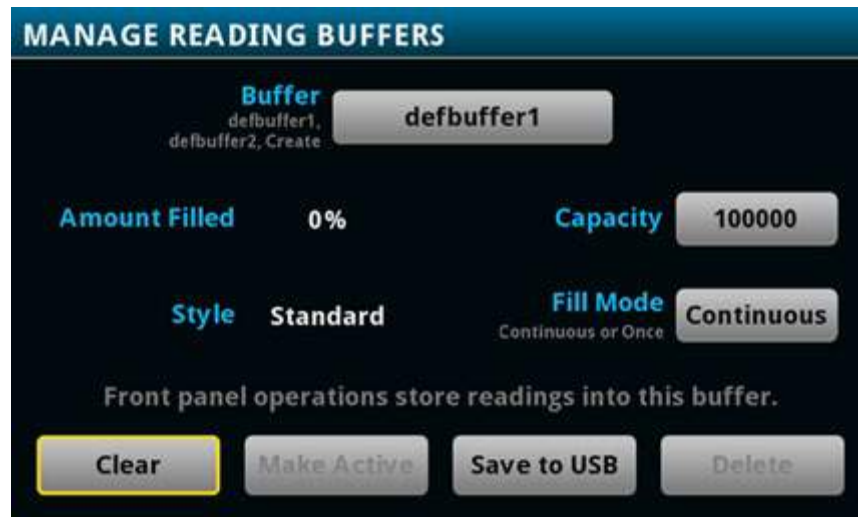 MANAGE READING BUFFERS
Buffer
defbuffer1,
defbuffer2, Create
defbuffer1
Amount Filled
0%
Capacity
100000
Style
Standard
Fill Mode
Continuous or Once
Continuous
Front panel operations store readings into this buffer.
Clear
Make Active
Save to USB
Delete